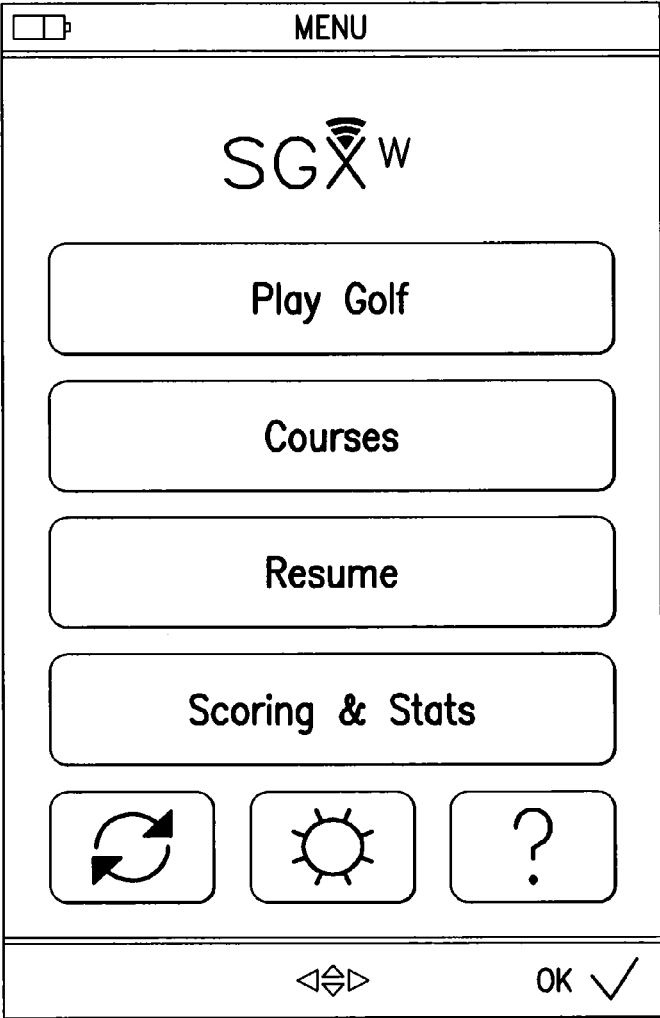 MENU
SGX W
Play Golf
Courses
Resume
Scoring & Stats
?
OK